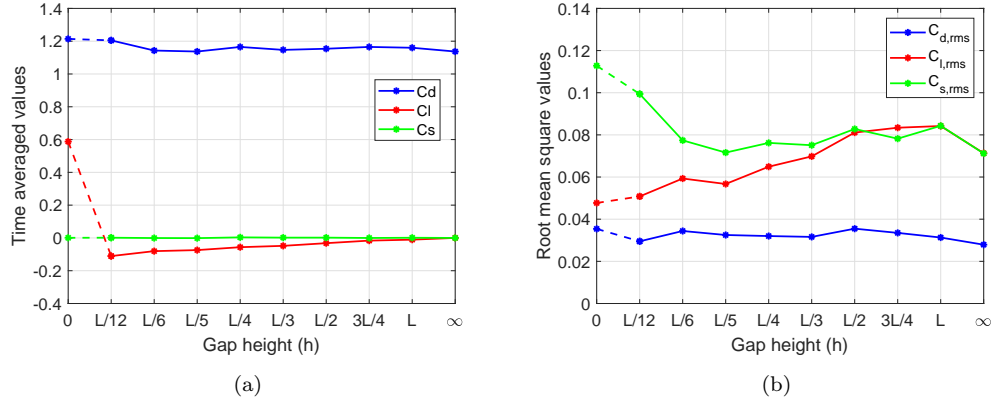 1.4
1.2
1
0.8
0.6
0.4
0.2
0
-0.2
-0.4
Time averaged values
Cd
Cl
Cs
0 L/12 L/6 L/5 L/4 L/3 L/2 3L/4 L ∞
Gap height (h)
(a)
0.14
0.12
0.1
0.08
0.06
0.04
0.02
0
Root mean square values
C_d,rms
C_l,rms
C_s,rms
0 L/12 L/6 L/5 L/4 L/3 L/2 3L/4 L ∞
Gap height (h)
(b)